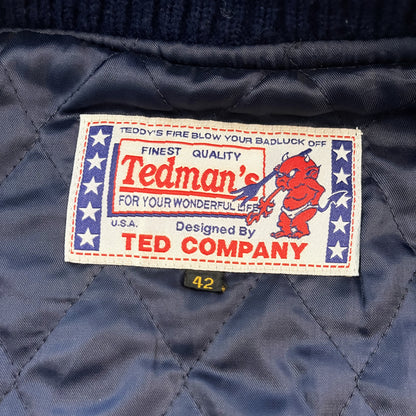 TEDDY'S FIRE BLOW YOUR BADLUCK OFF
FINEST QUALITY
Tedman's
FOR YOUR WONDERFUL LIFE
U.S.A. Designed By
TED COMPANY
42